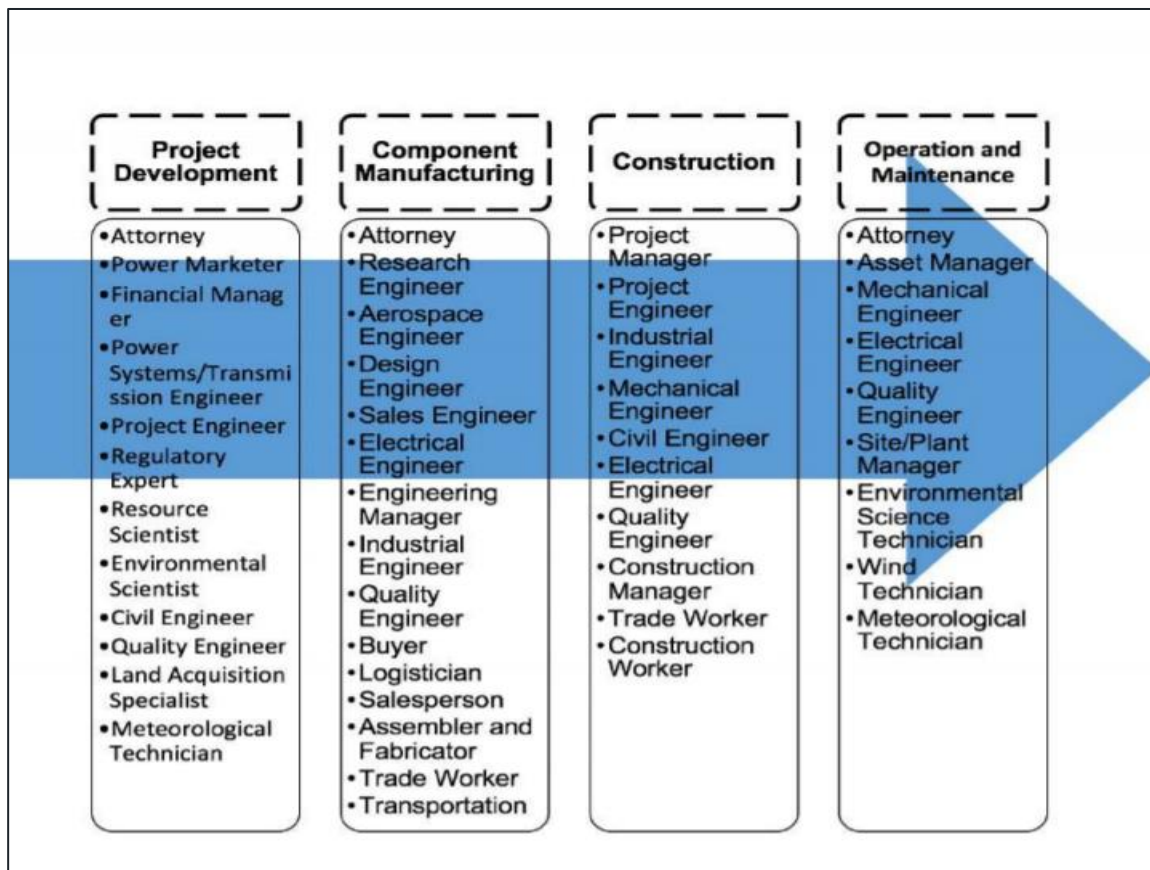 Project
Development
•Attorney
•Power Marketer
•Financial Manag
er
•Power
Systems/Transmi
ssion Engineer
•Project Engineer
•Regulatory
Expert
•Resource
Scientist
•Environmental
Scientist
•Civil Engineer
•Quality Engineer
•Land Acquisition
Specialist
•Meteorological
Technician
Component
Manufacturing
•Attorney
•Research
Engineer
•Aerospace
Engineer
•Design
Engineer
•Sales Engineer
•Electrical
Engineer
•Engineering
Manager
•Industrial
Engineer
•Quality
Engineer
•Buyer
•Logistician
•Salesperson
•Assembler and
Fabricator
•Trade Worker
•Transportation
Construction
•Project
Manager
•Project
Engineer
•Industrial
Engineer
•Mechanical
Engineer
•Civil Engineer
•Electrical
Engineer
•Quality
Engineer
•Construction
Manager
•Trade Worker
•Construction
Worker
Operation and
Maintenance
•Attorney
•Asset Manager
•Mechanical
Engineer
•Electrical
Engineer
•Quality
Engineer
•Site/Plant
Manager
•Environmental
Science
Technician
•Wind
Technician
•Meteorological
Technician